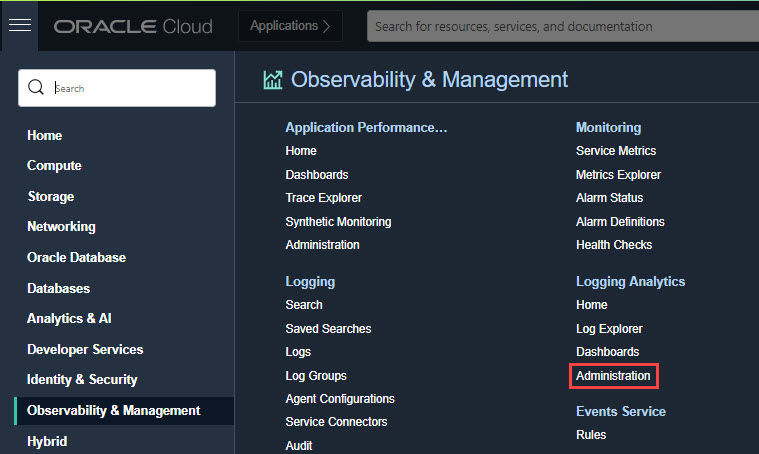 ORACLE Cloud
Applications
Search for resources, services, and documentation
Search
Home
Compute
Storage
Networking
Oracle Database
Databases
Analytics & AI
Developer Services
Identity & Security
Observability & Management
Hybrid
Observability & Management
Application Performance...
Home
Dashboards
Trace Explorer
Synthetic Monitoring
Administration
Logging
Search
Saved Searches
Logs
Log Groups
Agent Configurations
Service Connectors
Audit
Monitoring
Service Metrics
Metrics Explorer
Alarm Status
Alarm Definitions
Health Checks
Logging Analytics
Home
Log Explorer
Dashboards
Administration
Events Service
Rules